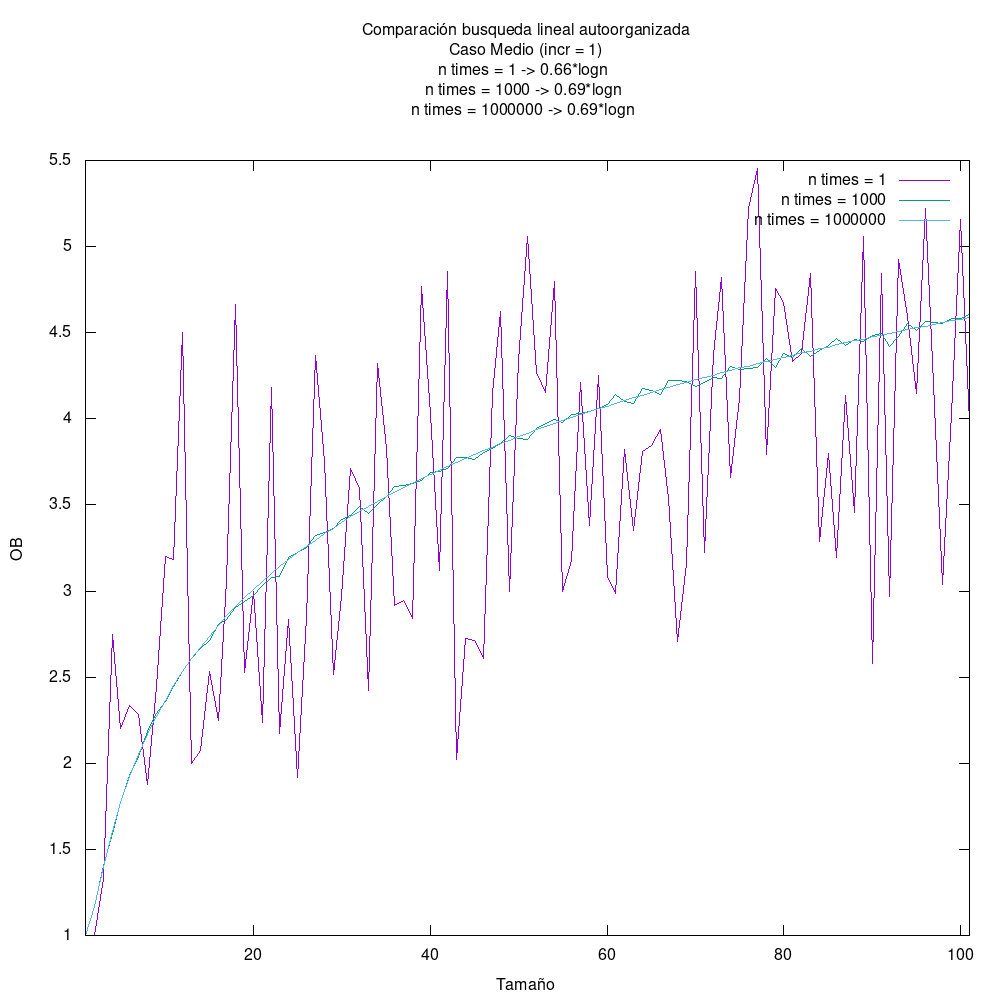 Comparación busqueda lineal autoorganizada
Caso Medio (incr = 1)
n times = 1 -> 0.66*logn
n times = 1000 -> 0.69*logn
n times = 1000000 -> 0.69*logn
5.5
n times = 1
n times = 1000
n times = 1000000
5
4.5
4
3.5
OB
3
2.5
2
1.5
1
20
40
60
80
100
Tamaño